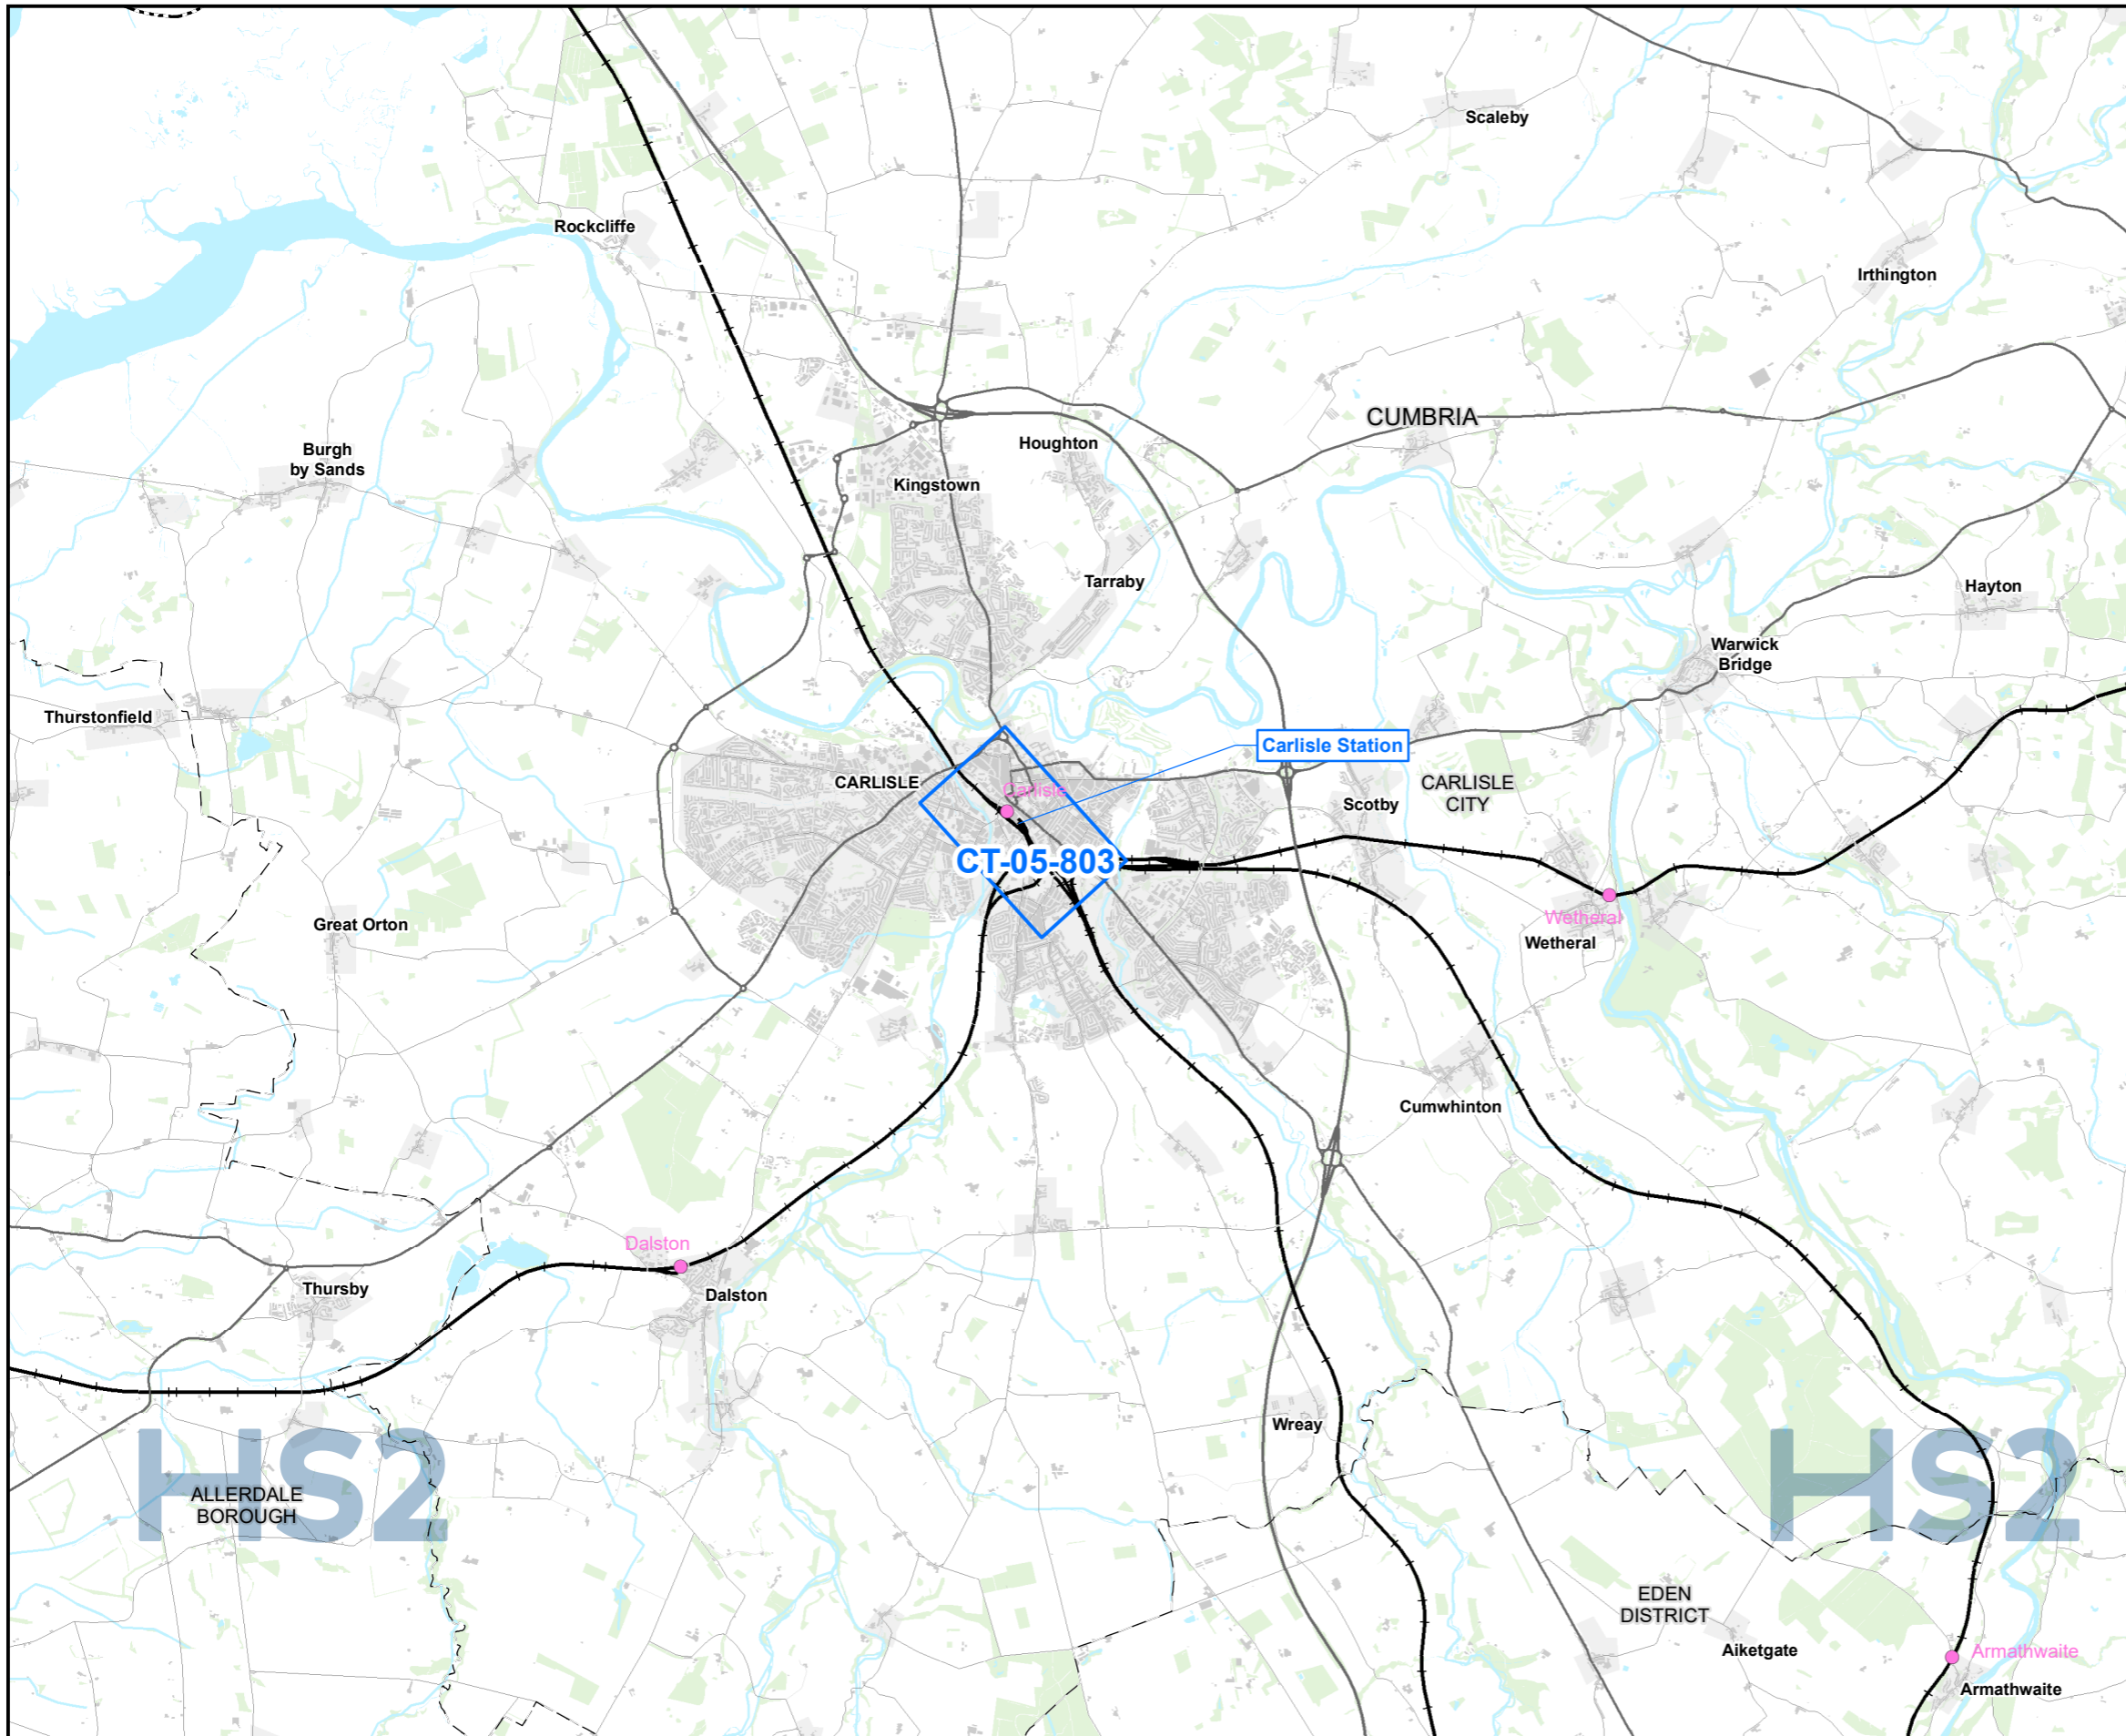 Scaleby
Rockcliffe
Irthington
CUMBRIA
Houghton
Burgh
by Sands
Kingstown
Tarraby
Hayton
Warwick
Bridge
Thurstonfield
Carlisle Station
CARLISLE
Carlisle
CARLISLE
CITY
Scotby
CT-05-803
Great Orton
Wetheral
Wetheral
Cumwhinton
Dalston
Thursby
Dalston
Wreay
HS2
HS2
ALLERDALE
BOROUGH
EDEN
DISTRICT
Aiketgate
Armathwaite
Armathwaite